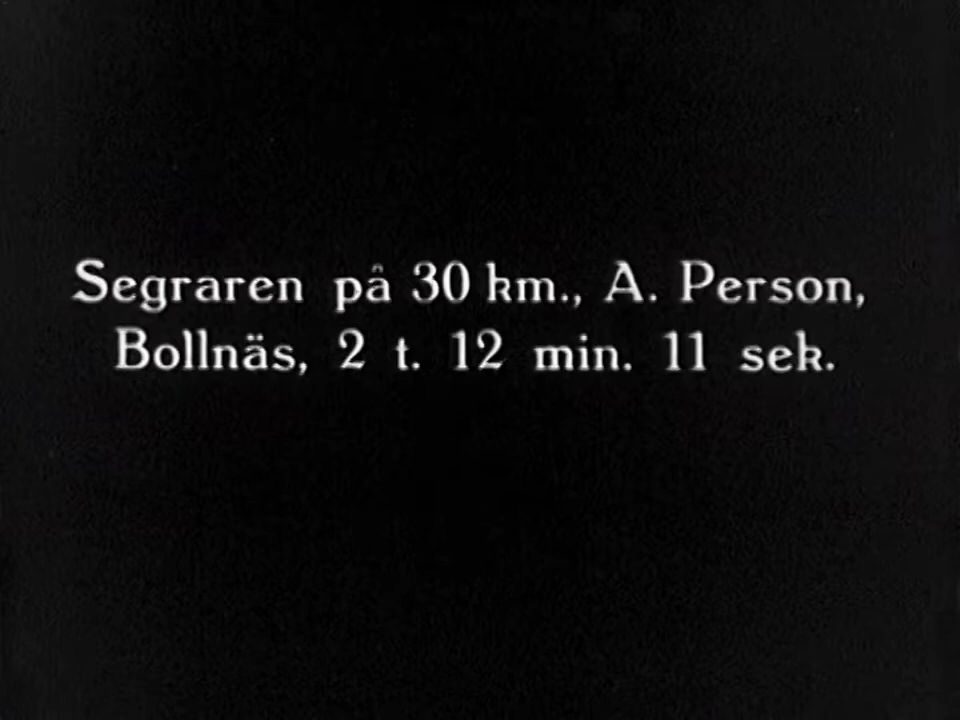 Segraren på 30 km., A. Person,
Bollnäs, 2 t. 12 min. 11 sek.